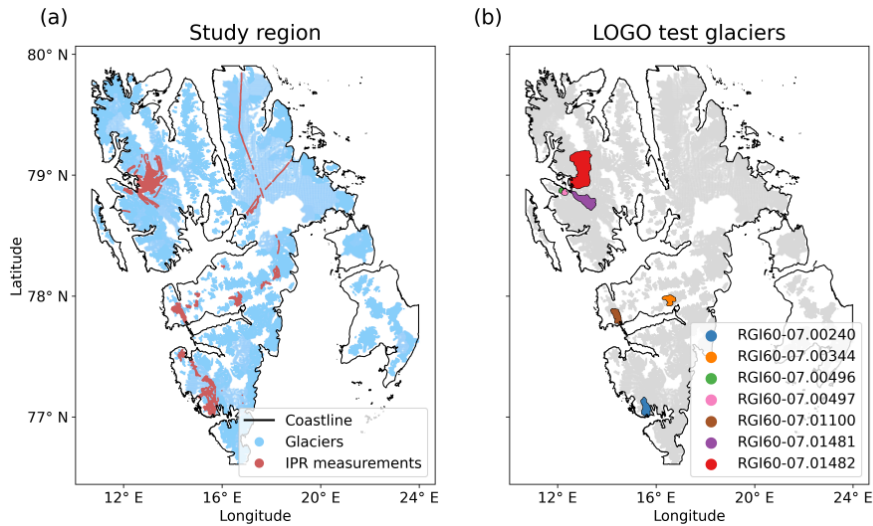 (a)
Study region
80° N
79° N
78° N
77° N
Latitude
12° E
16° E
20° E
24° E
Longitude
Coastline
Glaciers
IPR measurements
(b)
LOGO test glaciers
12° E
16° E
20° E
24° E
Longitude
RGI60-07.00240
RGI60-07.00344
RGI60-07.00496
RGI60-07.00497
RGI60-07.01100
RGI60-07.01481
RGI60-07.01482